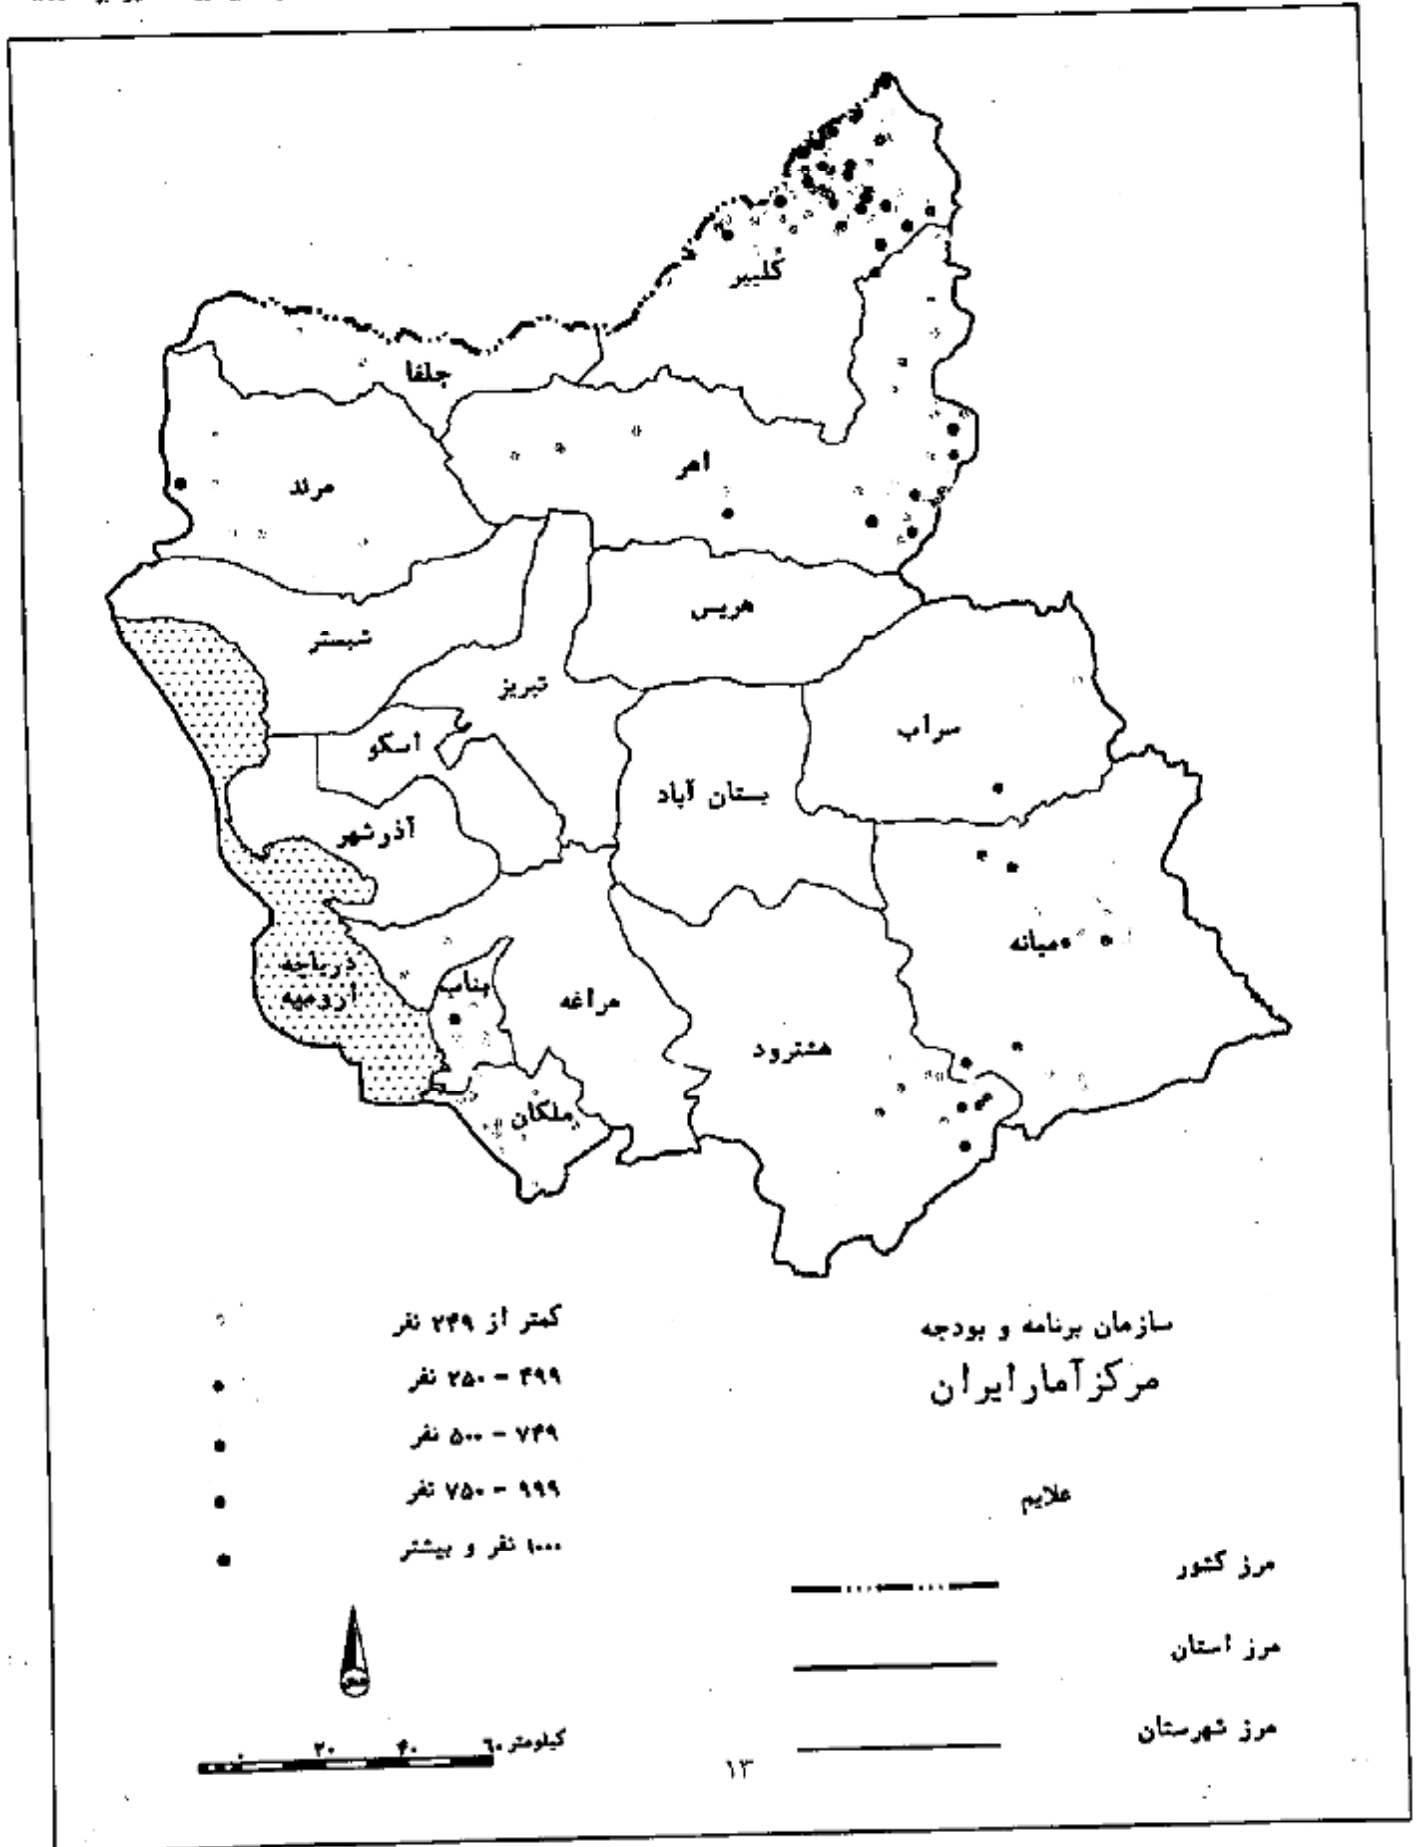 کلیبر
جلفا
اهر
مرند
هریس
شبستر
تبریز
سراب
اسکو
بستان آباد
آذرشهر
میانه
دریاچه
ارومیه
بناب
مراغه
هشترود
ملکان
سازمان برنامه و بودجه
مرکز آمار ایران
علایم
مرز کشور
مرز استان
مرز شهرستان
کمتر از ۲۴۹ نفر
۲۵۰ - ۴۹۹ نفر
۵۰۰ - ۷۴۹ نفر
۷۵۰ - ۹۹۹ نفر
۱۰۰۰ نفر و بیشتر
۰ ۲۰ ۴۰ ۶۰ کیلومتر
۱۳